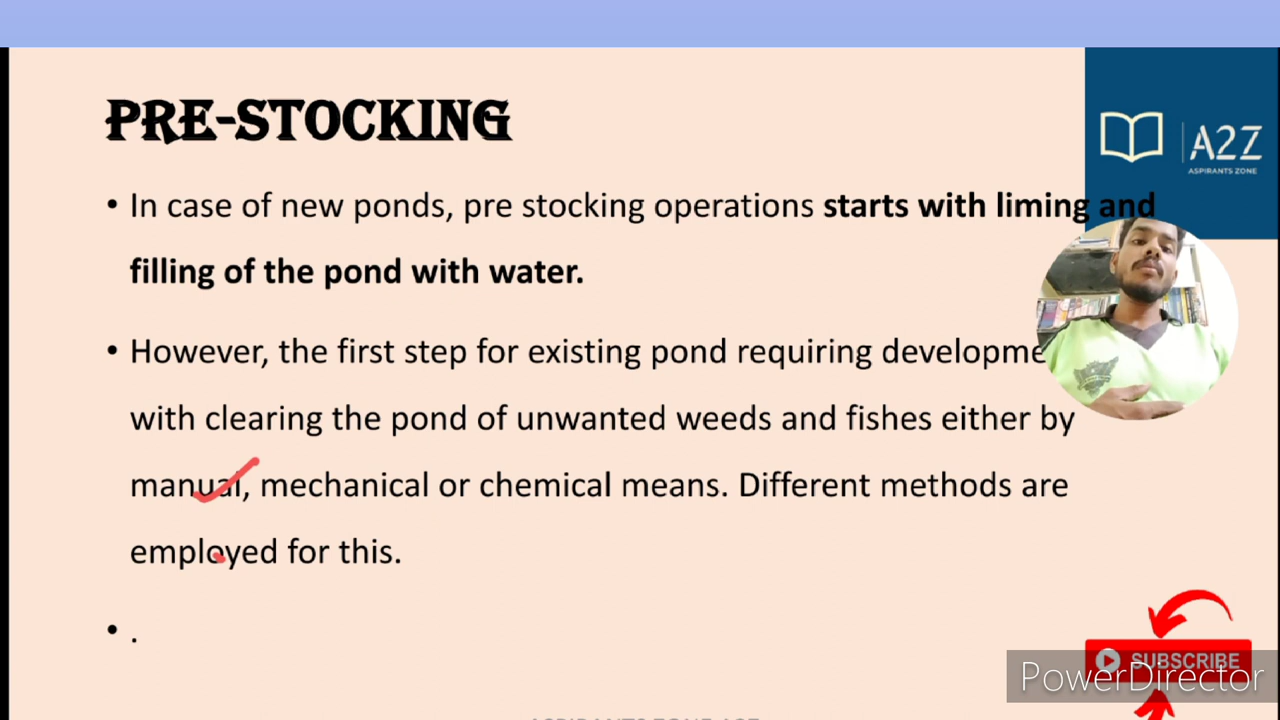 PRE-STOCKING
A2Z
ASPIRANTS ZONE
• In case of new ponds, pre stocking operations starts with liming and
filling of the pond with water.
• However, the first step for existing pond requiring developme
with clearing the pond of unwanted weeds and fishes either by
manual, mechanical or chemical means. Different methods are
employed for this.
• .
SUBSCRIBE
PowerDirector